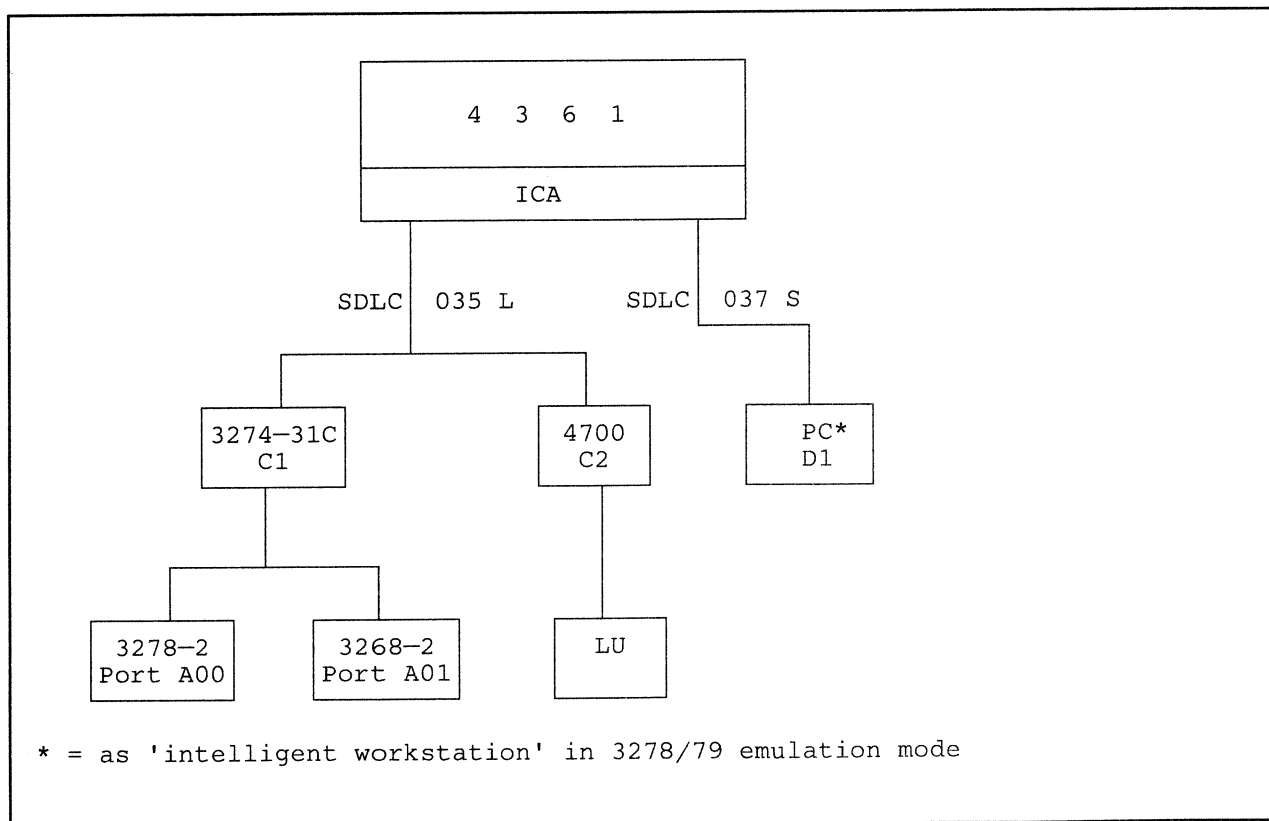 4 3 6 1
ICA
SDLC 035 L
SDLC 037 S
3274—31C
C1
4700
C2
PC*
D1
3278—2
Port A00
3268—2
Port A01
LU
* = as 'intelligent workstation' in 3278/79 emulation mode